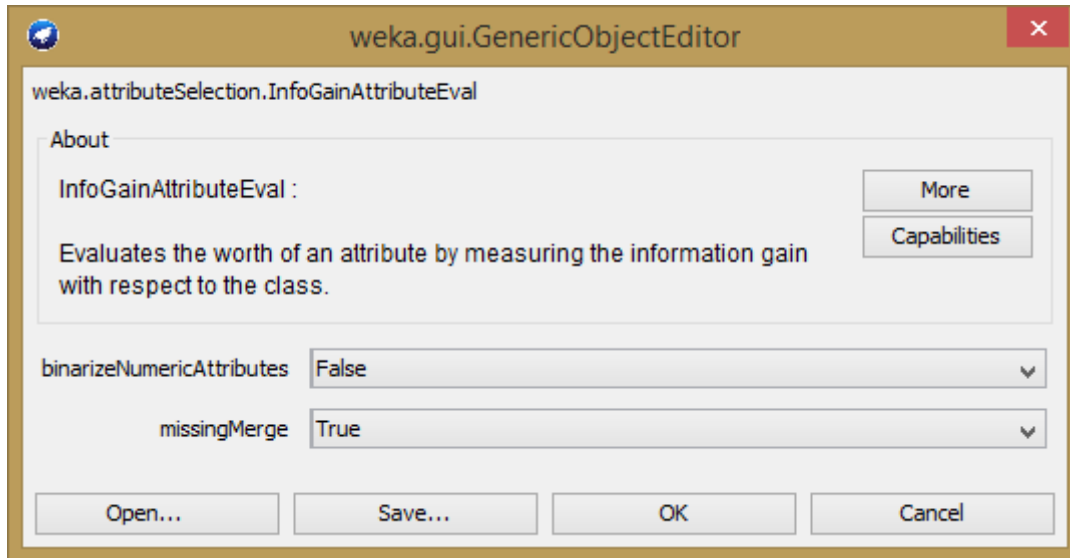 weka.gui.GenericObjectEditor
weka.attributeSelection.InfoGainAttributeEval
About
InfoGainAttributeEval :
More
Capabilities
Evaluates the worth of an attribute by measuring the information gain
with respect to the class.
binarizeNumericAttributes False
missingMerge True
Open... Save... OK Cancel